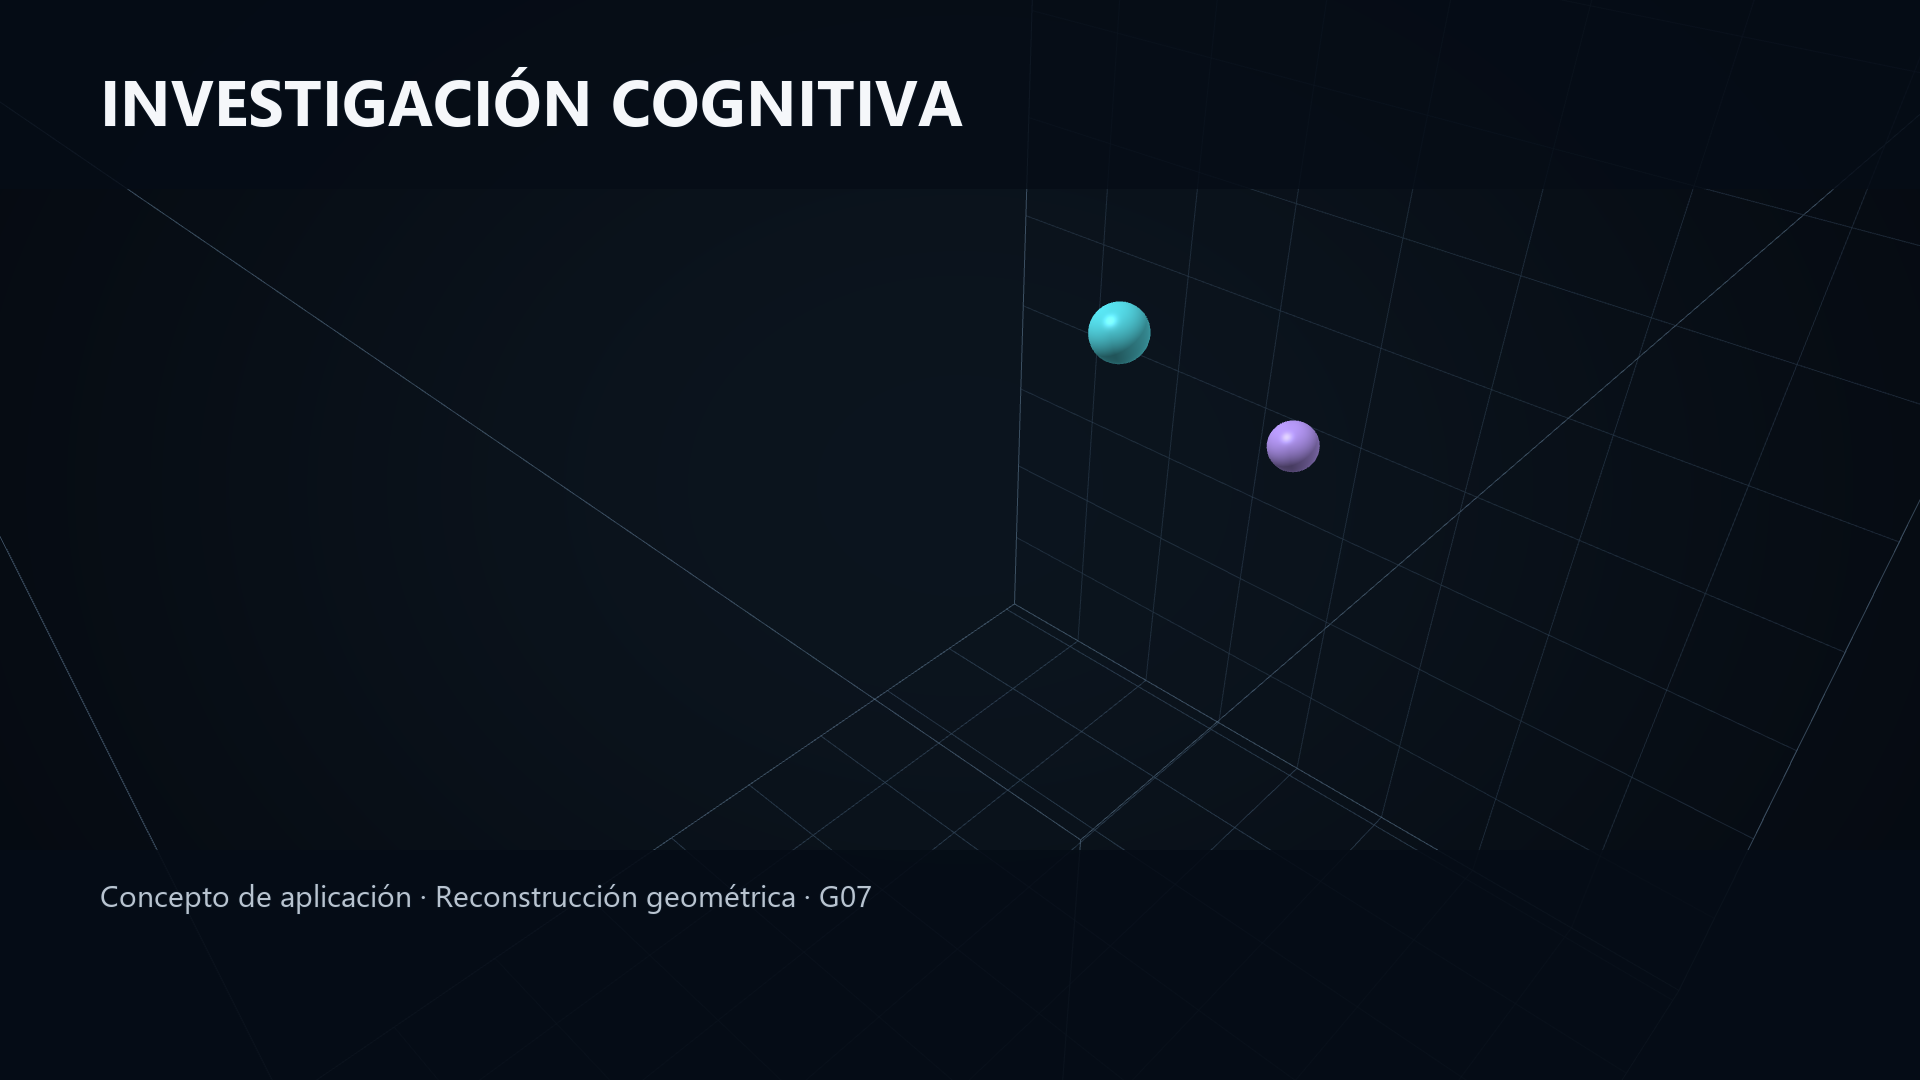 INVESTIGACIÓN COGNITIVA
Concepto de aplicación · Reconstrucción geométrica · G07